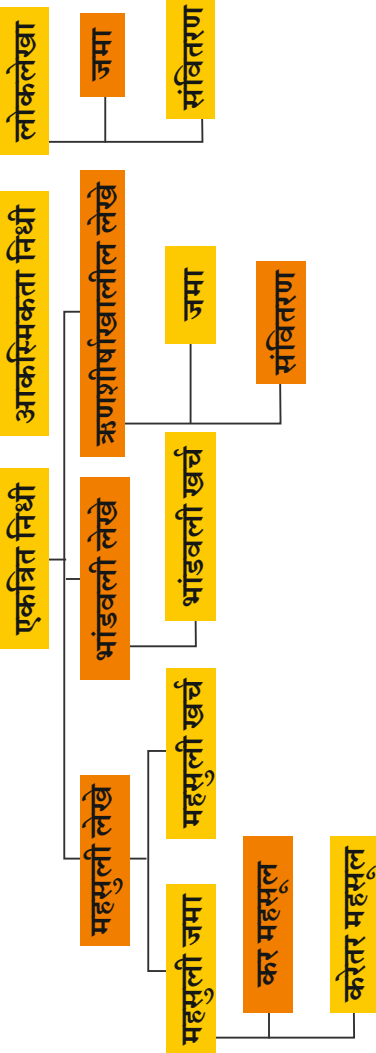 एकत्रित निधी
आकस्मिकता निधी
लोकलेखा
महसुली लेखे
भांडवली लेखे
ऋणशीर्षाखालील लेखे
जमा
महसुली जमा
महसुली खर्च
भांडवली खर्च
जमा
संवितरण
कर महसूल
संवितरण
करेतर महसूल